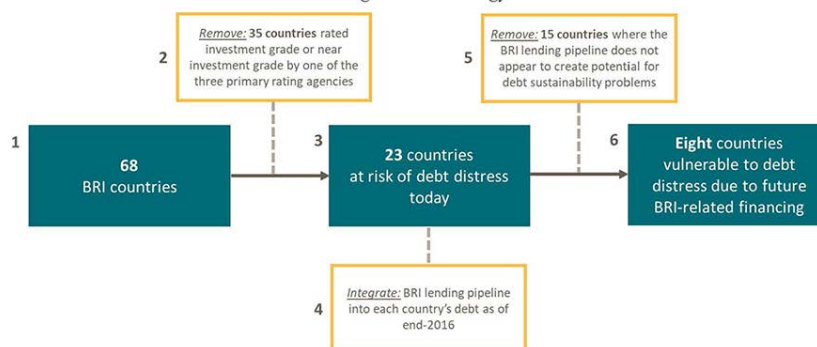 2
Remove: 35 countries rated
investment grade or near
investment grade by one of the
three primary rating agencies
5
Remove: 15 countries where the
BRI lending pipeline does not
appear to create potential for
debt sustainability problems
1
68
BRI countries
3
23 countries
at risk of debt distress
today
6
Eight countries
vulnerable to debt
distress due to future
BRI-related financing
4
Integrate: BRI lending pipeline
into each country's debt as of
end-2016